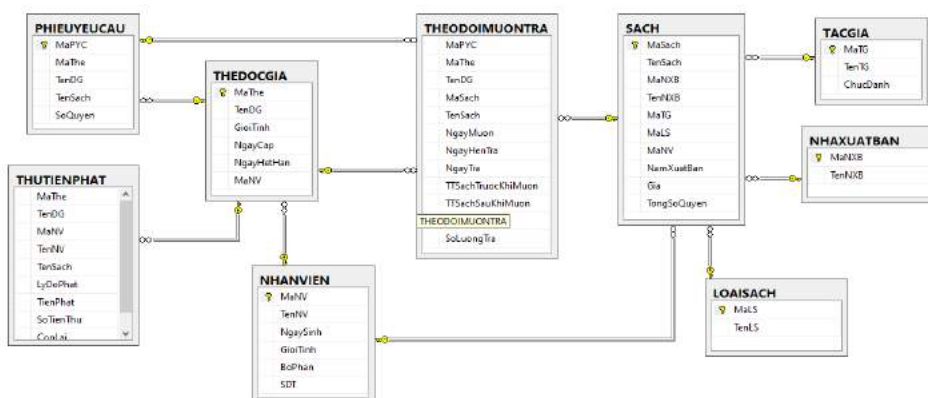 PHIEUYEUCAU
MaPYC
MaThe
TenDG
TenSach
SoQuyen
THEDOCGIA
MaThe
TenDG
GioiTinh
NgayCap
NgayHetHan
MaNV
THUTIENPHAT
MaThe
TenDG
MaNV
TenNV
TenSach
LyDoPhat
TienPhat
SoTienThu
ConLai
NHANVIEN
MaNV
TenNV
NgaySinh
GioiTinh
BoPhan
SDT
THEODOIMUONTRA
MaPYC
MaThe
TenDG
MaSach
TenSach
NgayMuon
NgayHenTra
NgayTra
TTSachTruocKhiMuon
TTSachSauKhiMuon
THEODOIMUONTRA
SoLuongTra
SACH
MaSach
TenSach
MaNXB
TenNXB
MaTG
MaLS
MaNV
NamXuatBan
Gia
TongSoQuyen
TACGIA
MaTG
TenTG
ChucDanh
NHAXUATBAN
MaNXB
TenNXB
LOAISACH
MaLS
TenLS